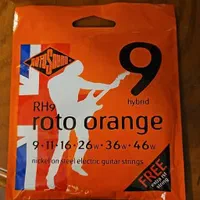 ROTOSOUND
9
hybrid
RH9
roto orange
9•11•16•26w•36w•46w
nickel on steel electric guitar strings
FREE